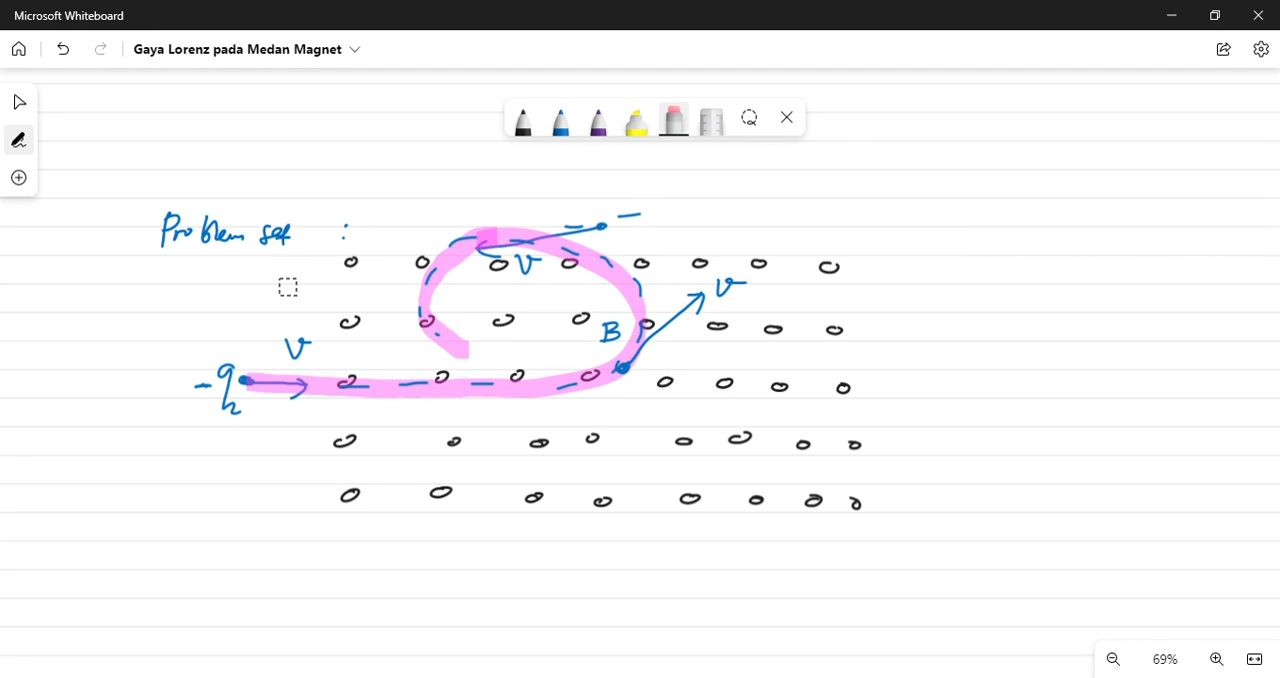 Microsoft Whiteboard
Gaya Lorenz pada Medan Magnet
Problem set :
–
v
B
v
v
-q
69%